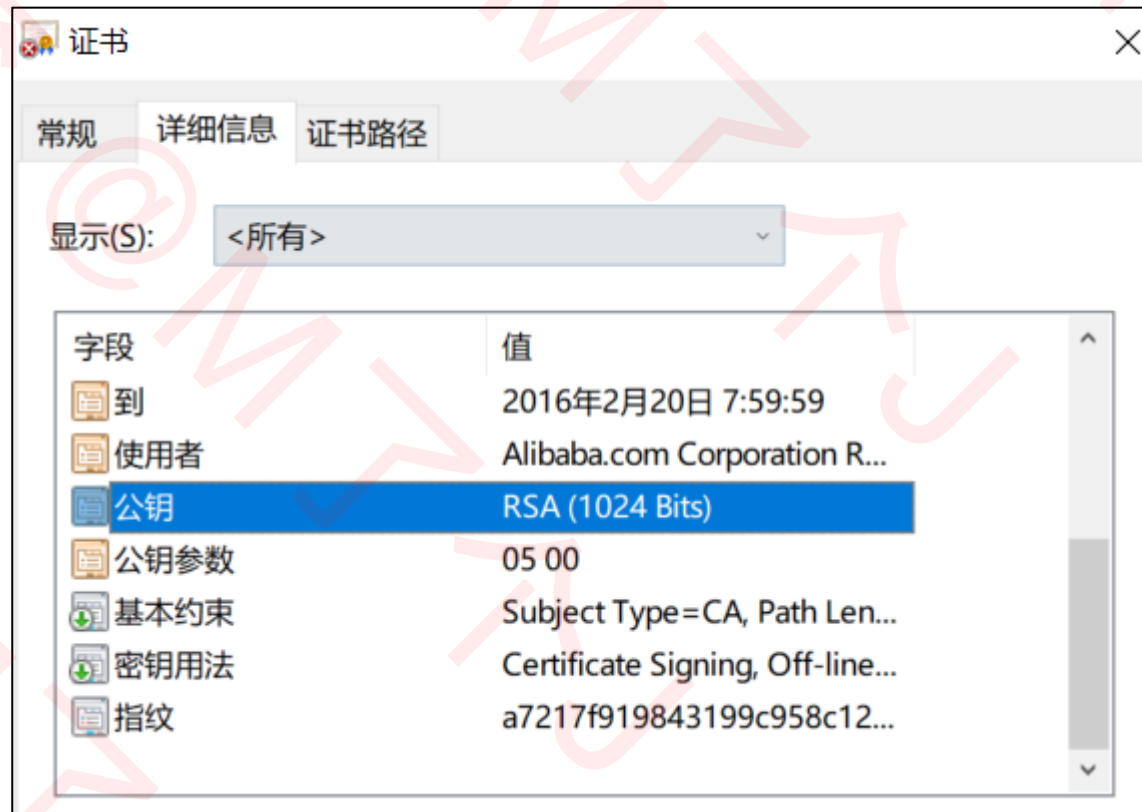 证书
常规 详细信息 证书路径
显示(S): <所有>
字段 值
到 2016年2月20日 7:59:59
使用者 Alibaba.com Corporation R...
公钥 RSA (1024 Bits)
公钥参数 05 00
基本约束 Subject Type=CA, Path Len...
密钥用法 Certificate Signing, Off-line...
指纹 a7217f919843199c958c12...